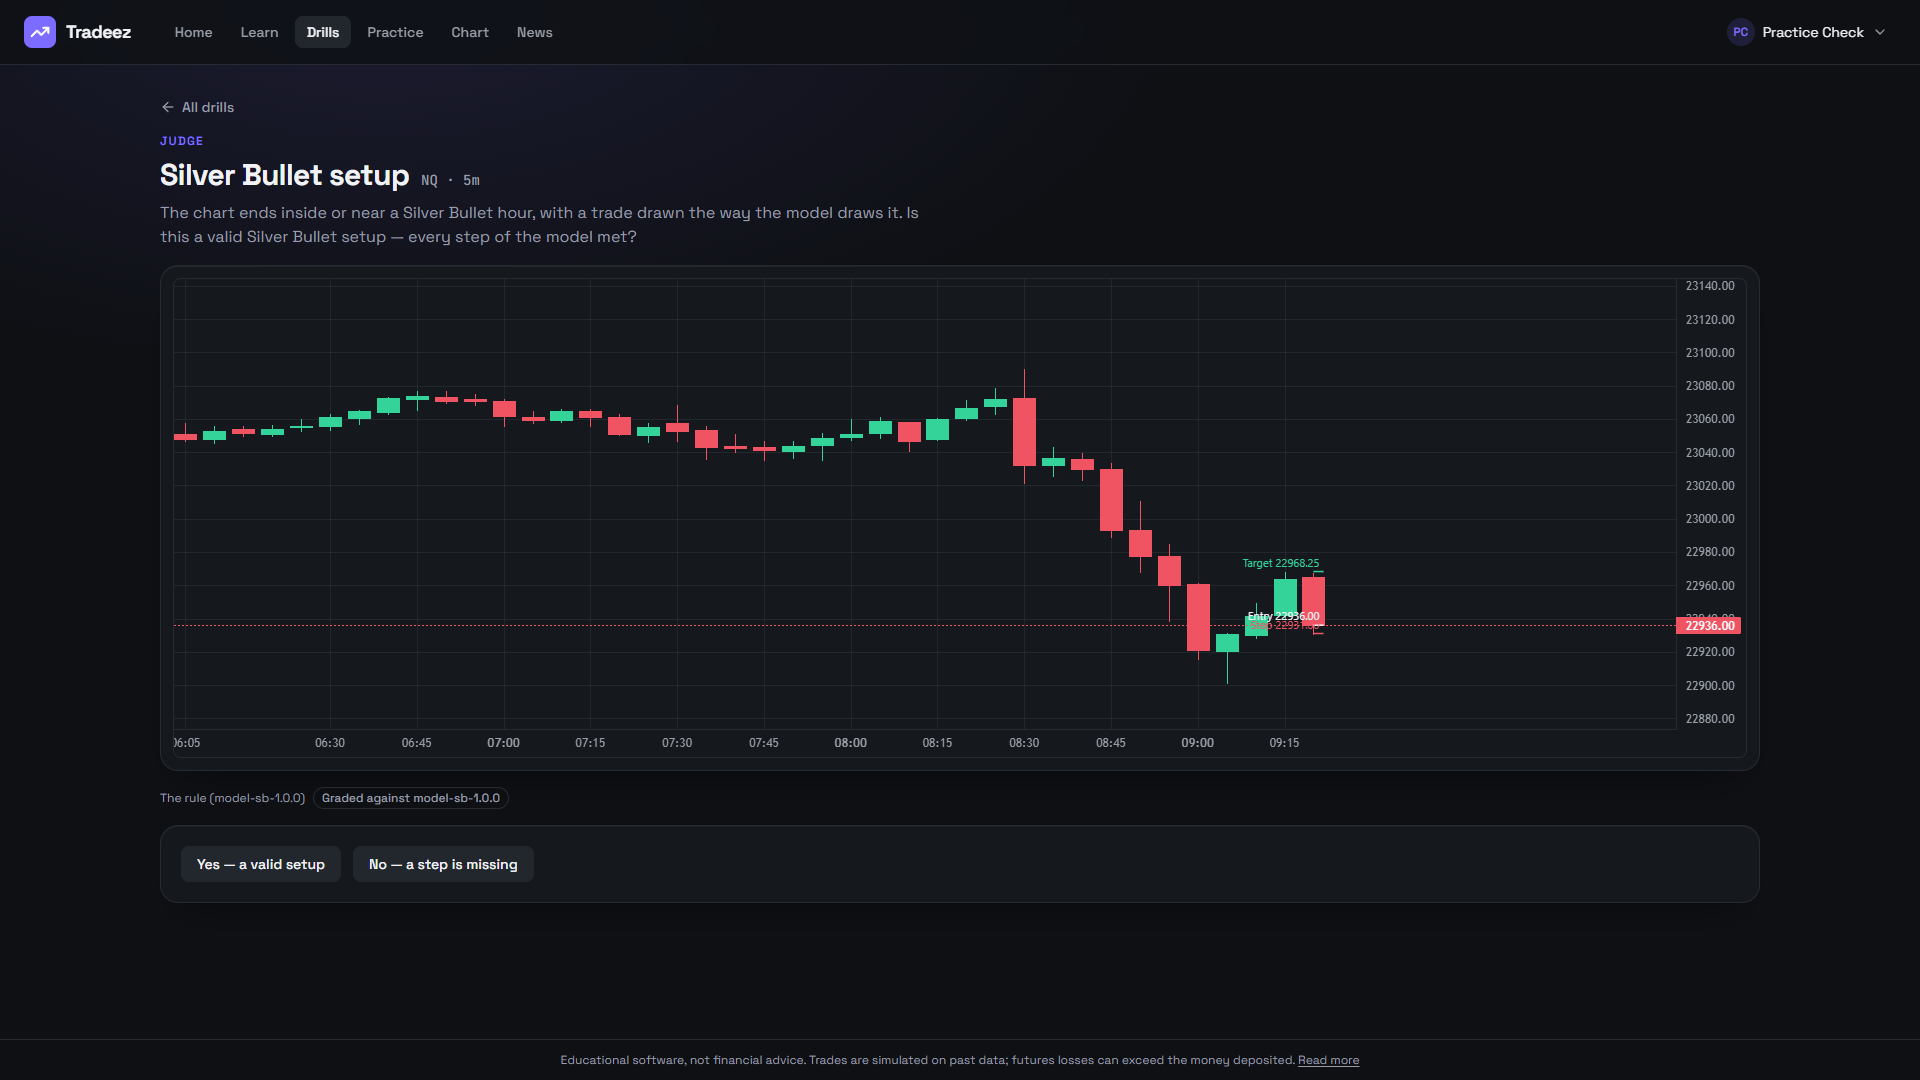 Tradeez
Home Learn Drills Practice Chart News
PC Practice Check
All drills
JUDGE
Silver Bullet setup NQ · 5m
The chart ends inside or near a Silver Bullet hour, with a trade drawn the way the model draws it. Is
this a valid Silver Bullet setup — every step of the model met?
23140.00
23120.00
23100.00
23080.00
23060.00
23040.00
23020.00
23000.00
22980.00
Target 22968.25
22960.00
Entry 22936.00
22936.00
22920.00
22900.00
22880.00
06:05 06:30 06:45 07:00 07:15 07:30 07:45 08:00 08:15 08:30 08:45 09:00 09:15
The rule (model-sb-1.0.0) Graded against model-sb-1.0.0
Yes — a valid setup No — a step is missing
Educational software, not financial advice. Trades are simulated on past data; futures losses can exceed the money deposited. Read more